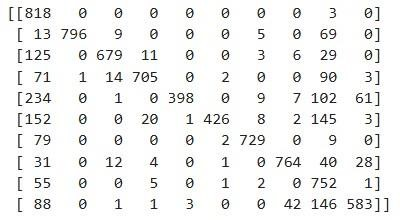 [[818 0 0 0 0 0 0 0 3 0]
[ 13 796 9 0 0 0 5 0 69 0]
[125 0 679 11 0 0 3 6 29 0]
[ 71 1 14 705 0 2 0 0 90 3]
[234 0 1 0 398 0 9 7 102 61]
[152 0 0 20 1 426 8 2 145 3]
[ 79 0 0 0 0 2 729 0 9 0]
[ 31 0 12 4 0 1 0 764 40 28]
[ 55 0 0 5 0 1 2 0 752 1]
[ 88 0 1 1 3 0 0 42 146 583]]